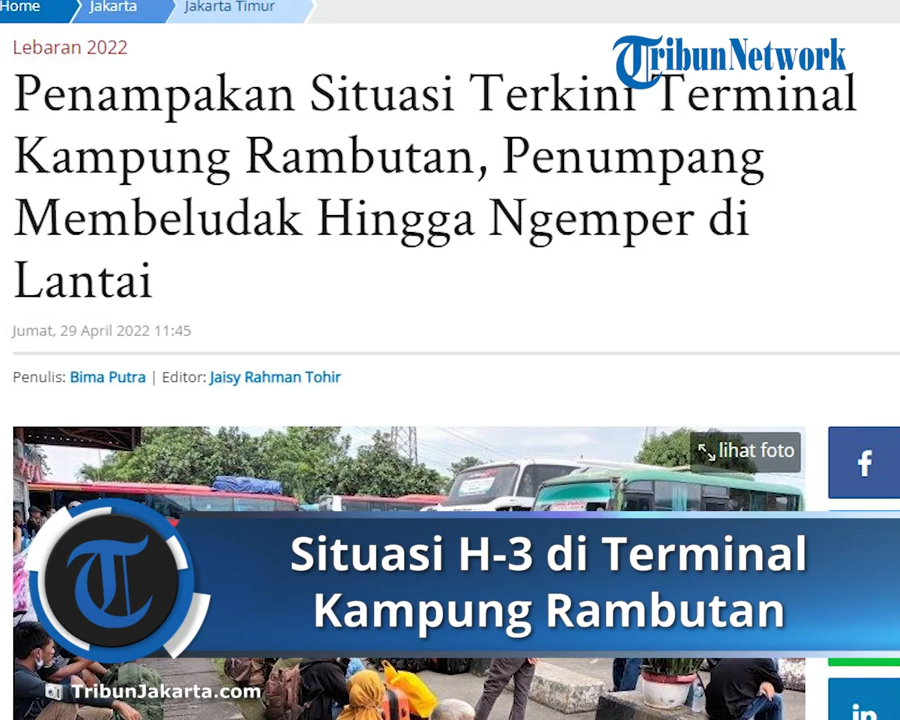 Home Jakarta Jakarta Timur
Lebaran 2022
TribunNetwork
Penampakan Situasi Terkini Terminal
Kampung Rambutan, Penumpang
Membeludak Hingga Ngemper di
Lantai
Jumat, 29 April 2022 11:45
Penulis: Bima Putra | Editor: Jaisy Rahman Tohir
lihat foto
f
T
Situasi H-3 di Terminal
Kampung Rambutan
TribunJakarta.com
in